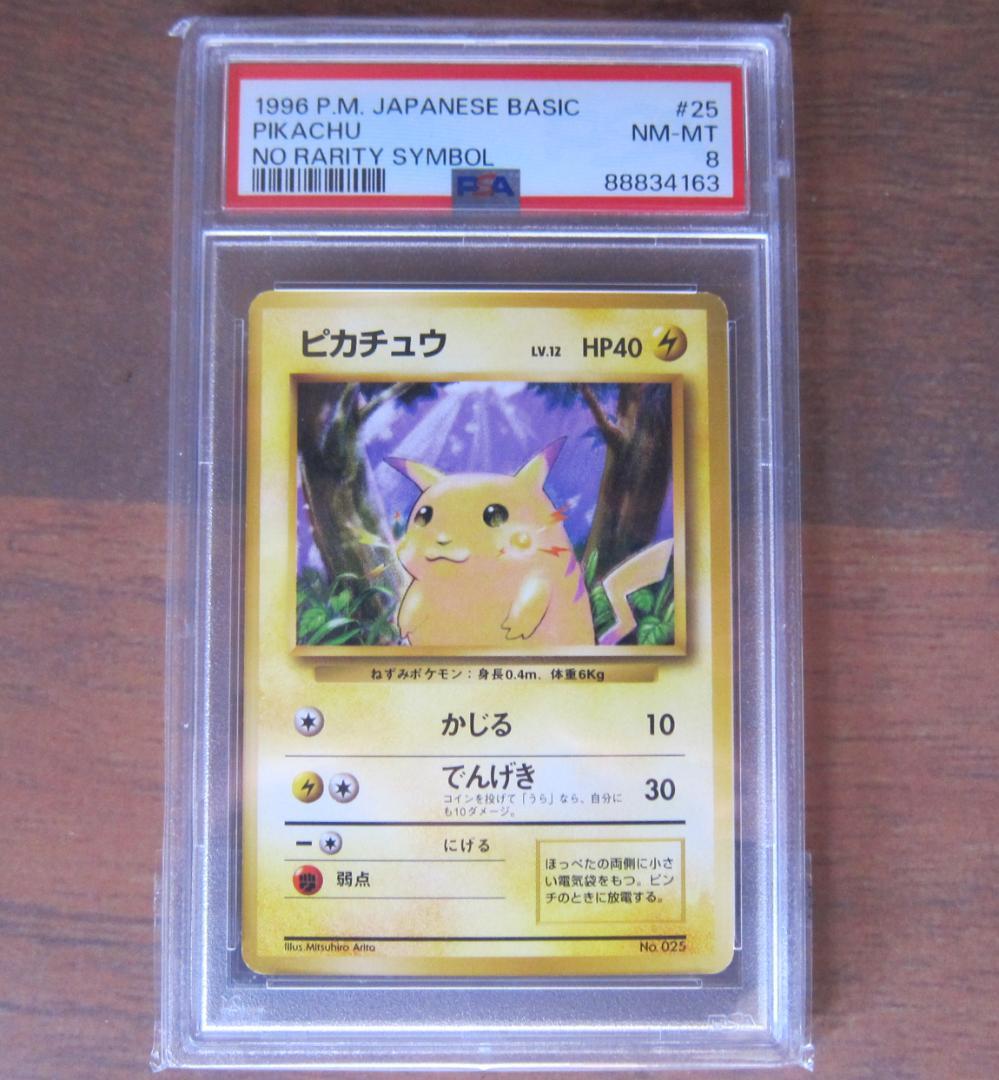 1996 P.M. JAPANESE BASIC #25
PIKACHU NM-MT
NO RARITY SYMBOL 8
PSA 88834163
ピカチュウ LV.12 HP40
ねずみポケモン：身長0.4m．体重6Kg
かじる 10
でんげき 30
コインを投げて「うら」なら、自分に
も10ダメージ。
にげる
弱点
ほっぺたの両側に小さ
い電気袋をもつ。ピン
チのときに放電する。
Illus.Mitsuhiro Arita No.025
PSA